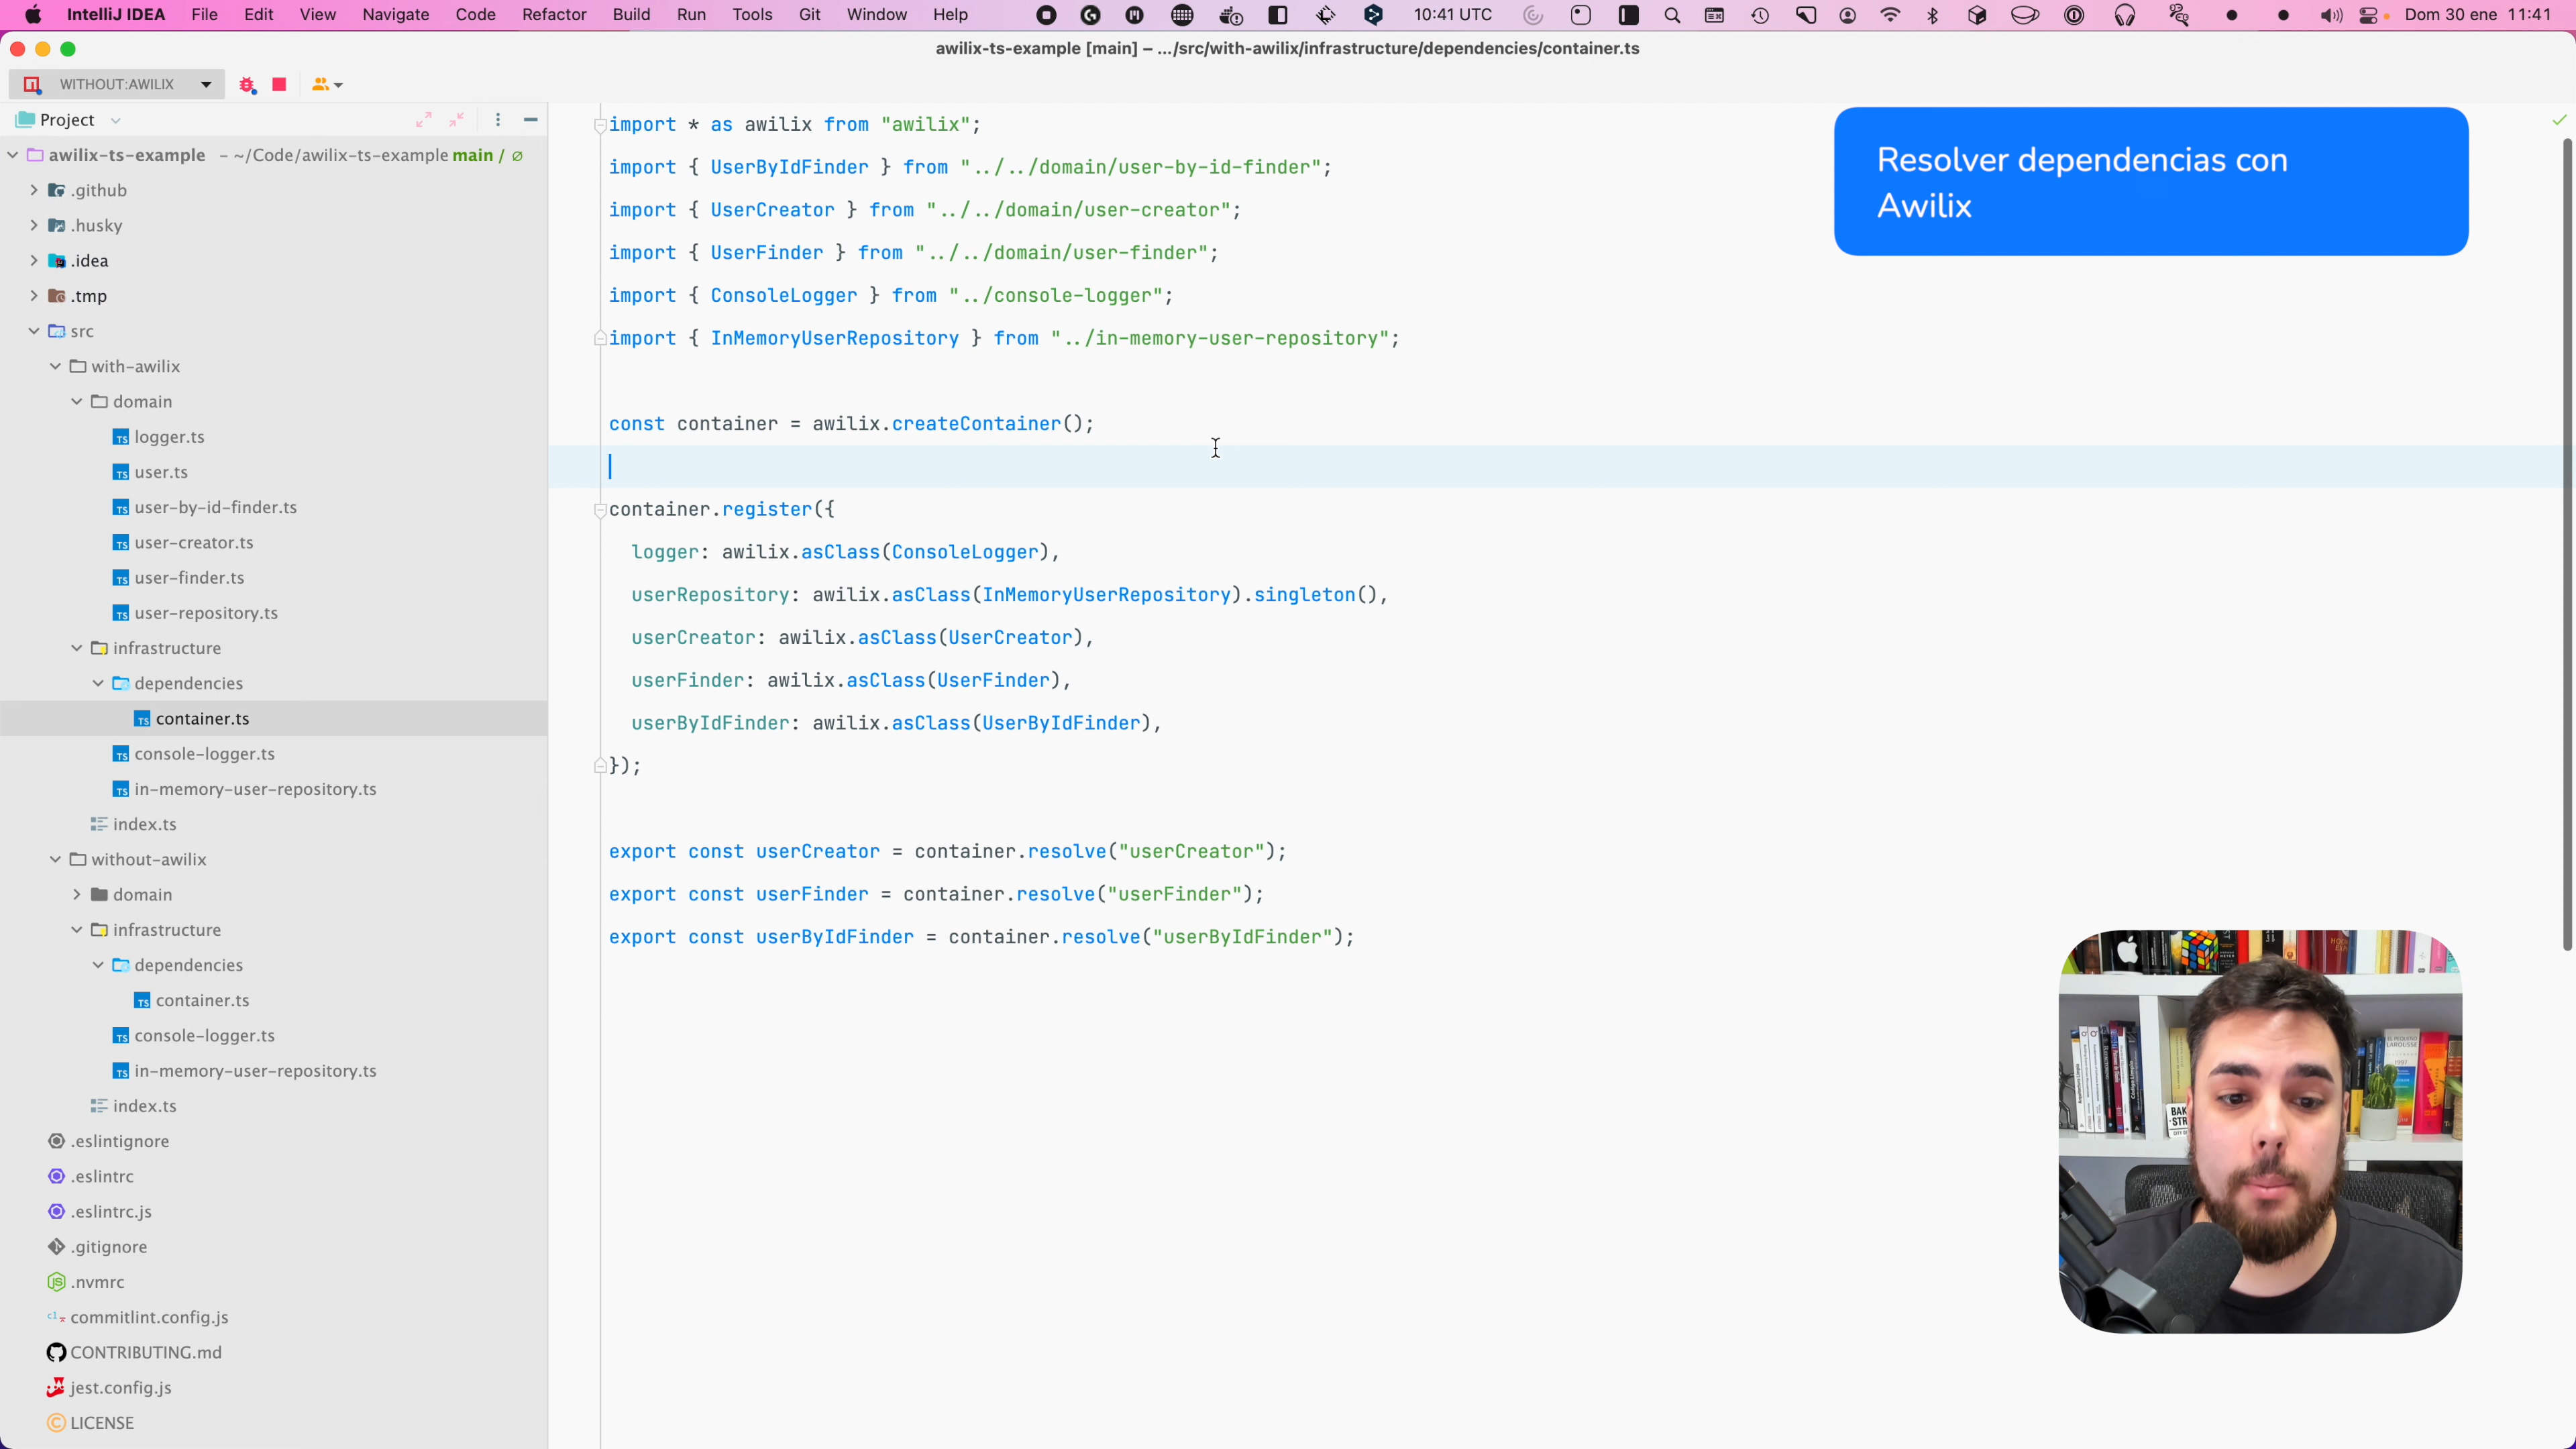 IntelliJ IDEA File Edit View Navigate Code Refactor Build Run Tools Git Window Help 10:41 UTC Dom 30 ene 11:41
awilix-ts-example [main] – .../src/with-awilix/infrastructure/dependencies/container.ts
WITHOUT:AWILIX
Project
awilix-ts-example – ~/Code/awilix-ts-example main / ∅
.github
.husky
.idea
.tmp
src
with-awilix
domain
logger.ts
user.ts
user-by-id-finder.ts
user-creator.ts
user-finder.ts
user-repository.ts
infrastructure
dependencies
container.ts
console-logger.ts
in-memory-user-repository.ts
index.ts
without-awilix
domain
infrastructure
dependencies
container.ts
console-logger.ts
in-memory-user-repository.ts
index.ts
.eslintignore
.eslintrc
.eslintrc.js
.gitignore
.nvmrc
commitlint.config.js
CONTRIBUTING.md
jest.config.js
LICENSE
import * as awilix from "awilix";
import { UserByIdFinder } from "../../domain/user-by-id-finder";
import { UserCreator } from "../../domain/user-creator";
import { UserFinder } from "../../domain/user-finder";
import { ConsoleLogger } from "../console-logger";
import { InMemoryUserRepository } from "../in-memory-user-repository";
const container = awilix.createContainer();
container.register({
logger: awilix.asClass(ConsoleLogger),
userRepository: awilix.asClass(InMemoryUserRepository).singleton(),
userCreator: awilix.asClass(UserCreator),
userFinder: awilix.asClass(UserFinder),
userByIdFinder: awilix.asClass(UserByIdFinder),
});
export const userCreator = container.resolve("userCreator");
export const userFinder = container.resolve("userFinder");
export const userByIdFinder = container.resolve("userByIdFinder");
Resolver dependencias con
Awilix